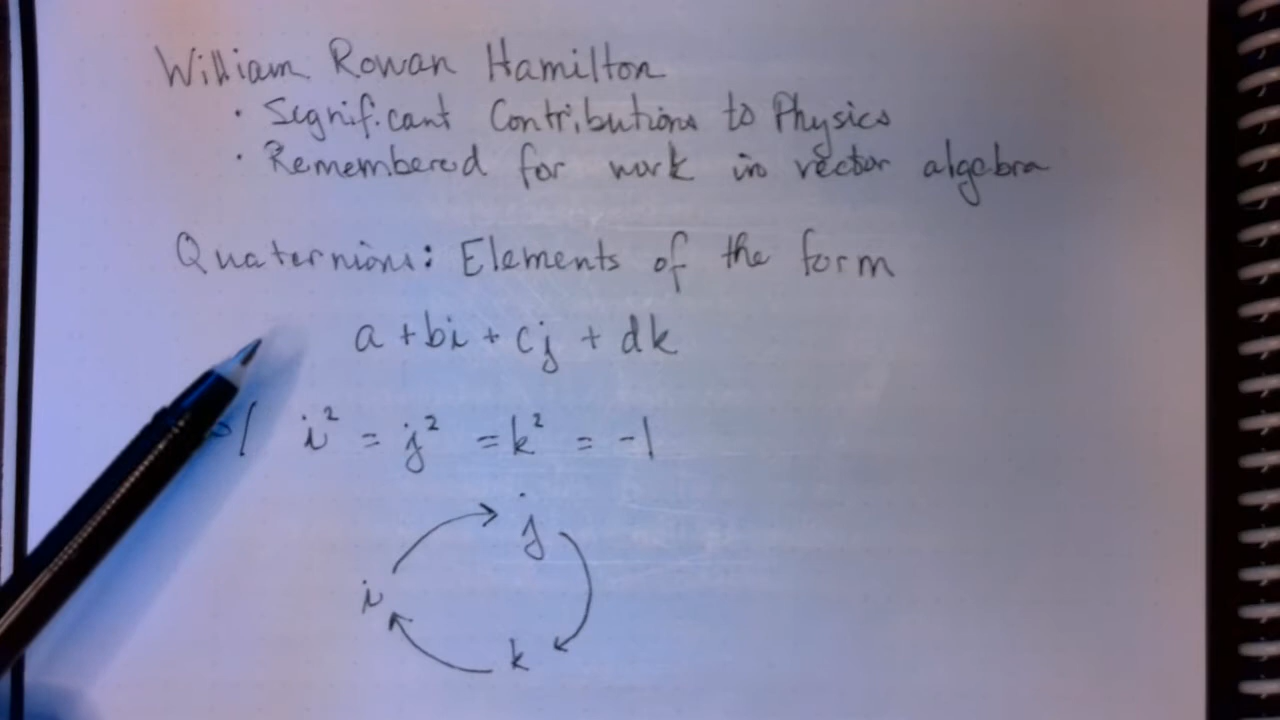 William Rowan Hamilton
· Significant Contributions to Physics
· Remembered for work in vector algebra
Quaternions: Elements of the form
a + bi + cj + dk
i² = j² = k² = -1
j
i
k